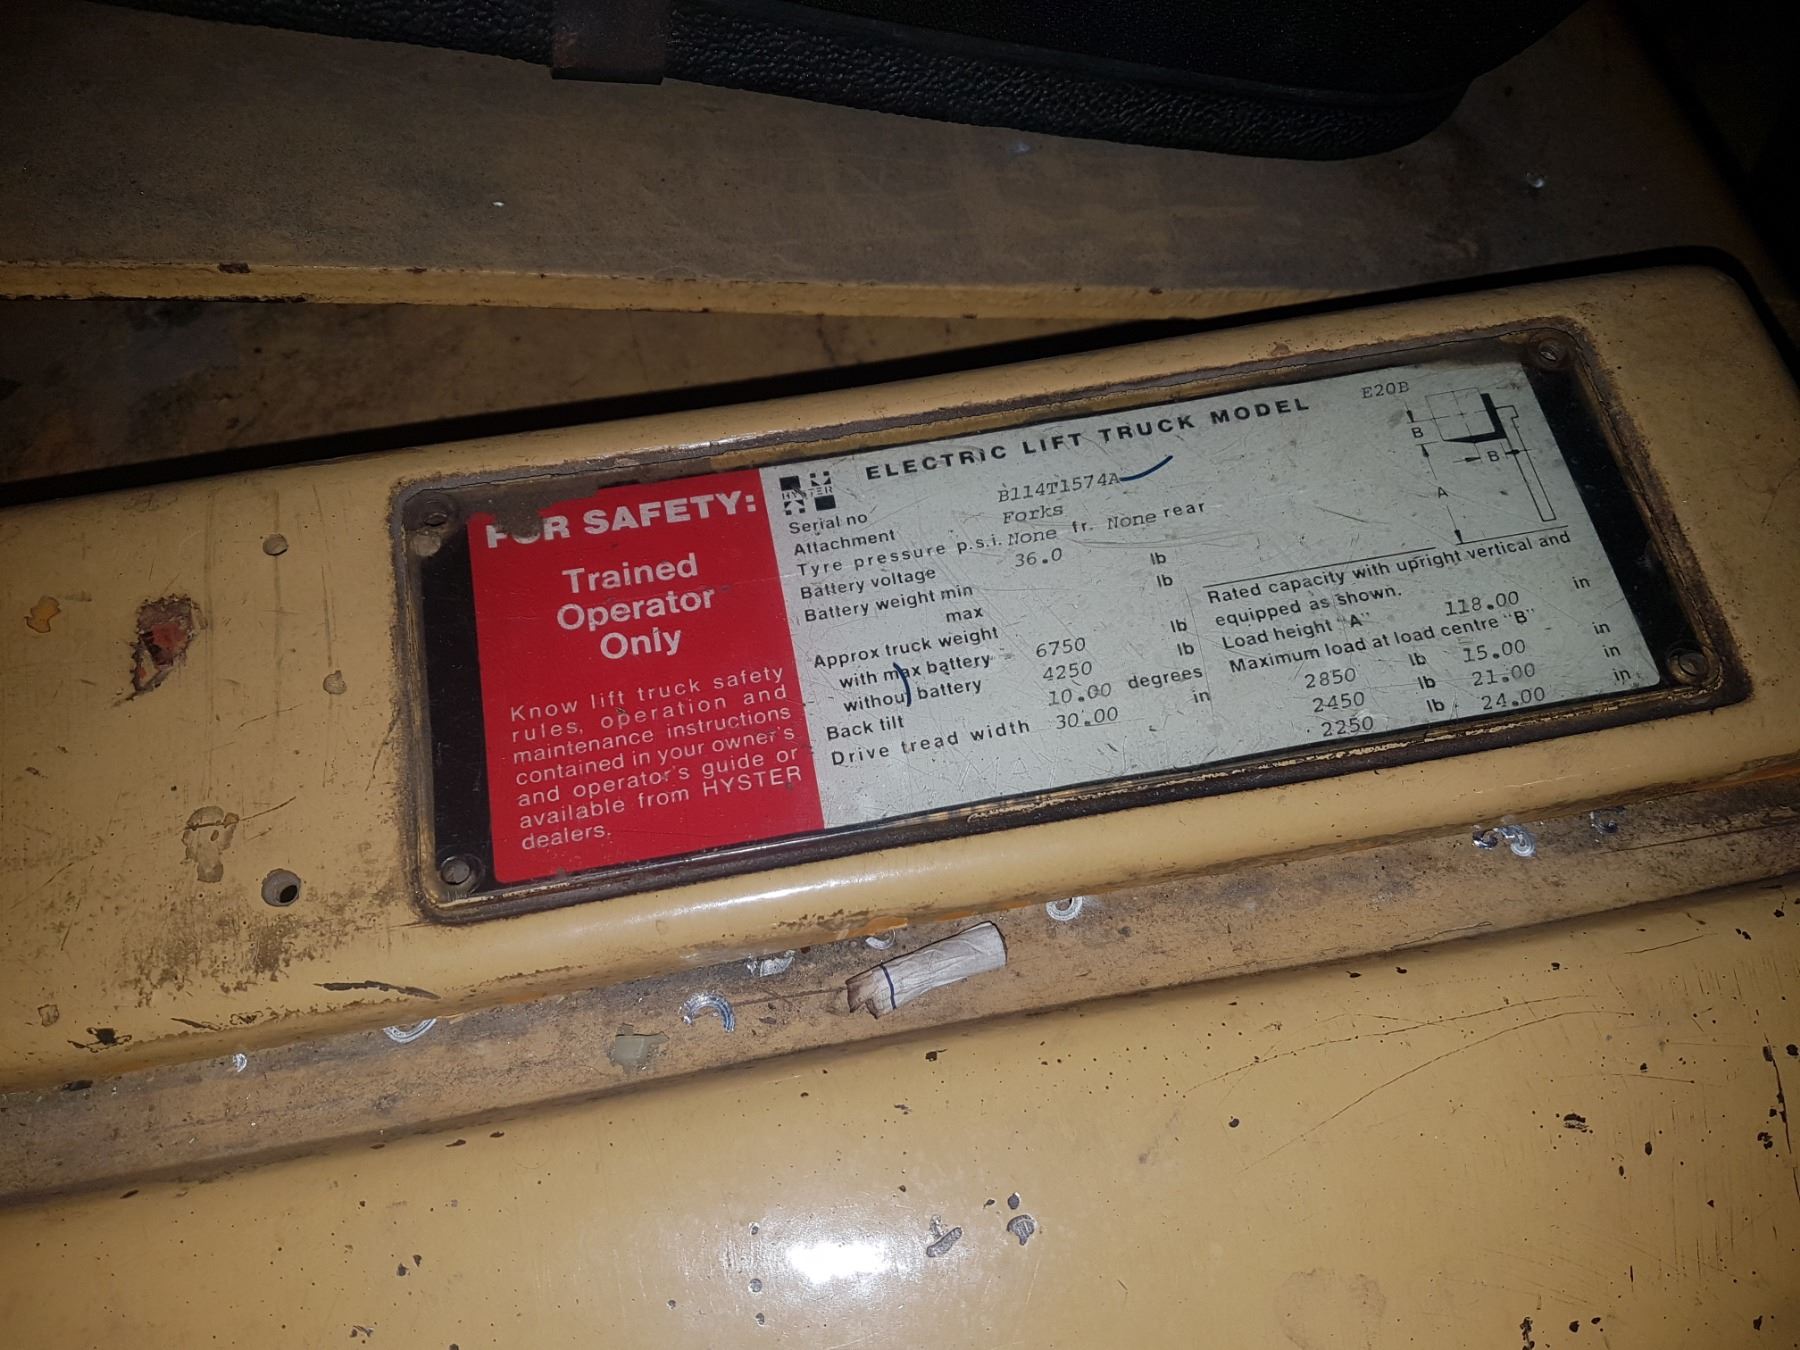 FOR SAFETY:
Trained
Operator
Only
Know lift truck safety
rules, operation and
maintenance instructions
contained in your owner's
and operator's guide or
available from HYSTER
dealers.
HYSTER
ELECTRIC LIFT TRUCK MODEL E20B
Serial no B114T1574A
Attachment Forks
Tyre pressure p.s.i. None fr. None rear
Battery voltage 36.0
Battery weight min lb
max lb
Approx truck weight
with max battery 6750 lb
without battery 4250 lb
Back tilt 10.00 degrees
Drive tread width 30.00 in
B
B
A
Rated capacity with upright vertical and
equipped as shown.
Load height "A" 118.00 in
Maximum load at load centre "B"
2850 lb 15.00 in
2450 lb 21.00 in
2250 lb 24.00 in